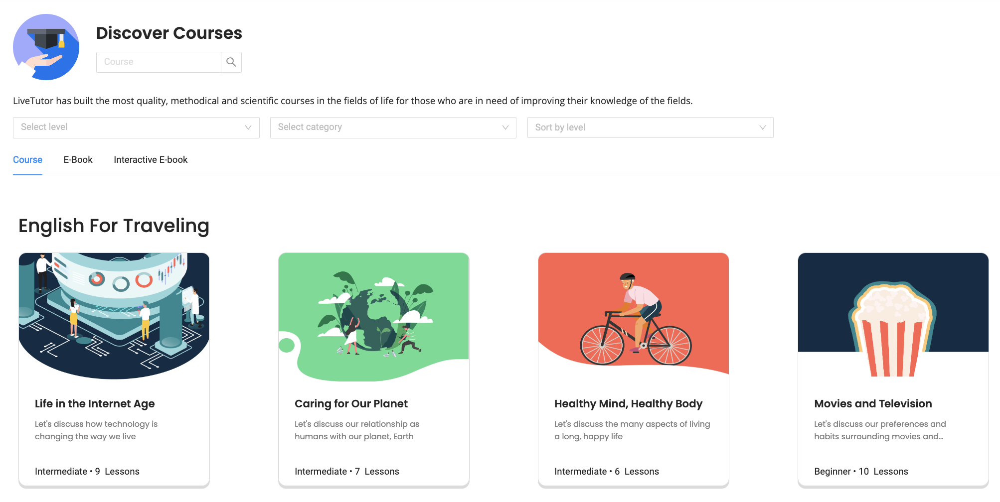 Discover Courses
Course
LiveTutor has built the most quality, methodical and scientific courses in the fields of life for those who are in need of improving their knowledge of the fields.
Select level
Select category
Sort by level
Course
E-Book
Interactive E-book
English For Traveling
Life in the Internet Age
Let's discuss how technology is
changing the way we live
Intermediate • 9 Lessons
Caring for Our Planet
Let's discuss our relationship as
humans with our planet, Earth
Intermediate • 7 Lessons
Healthy Mind, Healthy Body
Let's discuss the many aspects of living
a long, happy life
Intermediate • 6 Lessons
Movies and Television
Let's discuss our preferences and
habits surrounding movies and...
Beginner • 10 Lessons